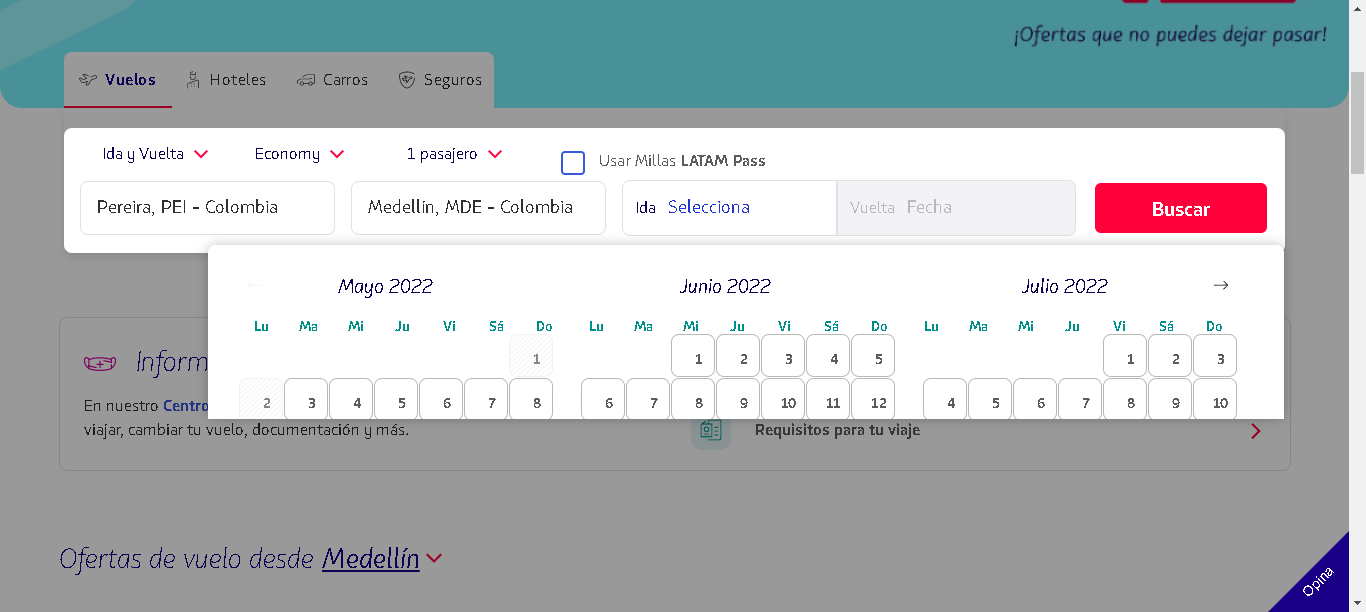 ¡Ofertas que no puedes dejar pasar!
Vuelos Hoteles Carros Seguros
Ida y Vuelta Economy 1 pasajero Usar Millas LATAM Pass
Pereira, PEI - Colombia Medellín, MDE - Colombia Ida Selecciona Vuelta Fecha Buscar
Mayo 2022 Junio 2022 Julio 2022
Lu Ma Mi Ju Vi Sá Do Lu Ma Mi Ju Vi Sá Do Lu Ma Mi Ju Vi Sá Do
1 1 2 3 4 5 1 2 3
2 3 4 5 6 7 8 6 7 8 9 10 11 12 4 5 6 7 8 9 10
Inform
En nuestro Centro
viajar, cambiar tu vuelo, documentación y más.
Requisitos para tu viaje
Ofertas de vuelo desde Medellín
Opina